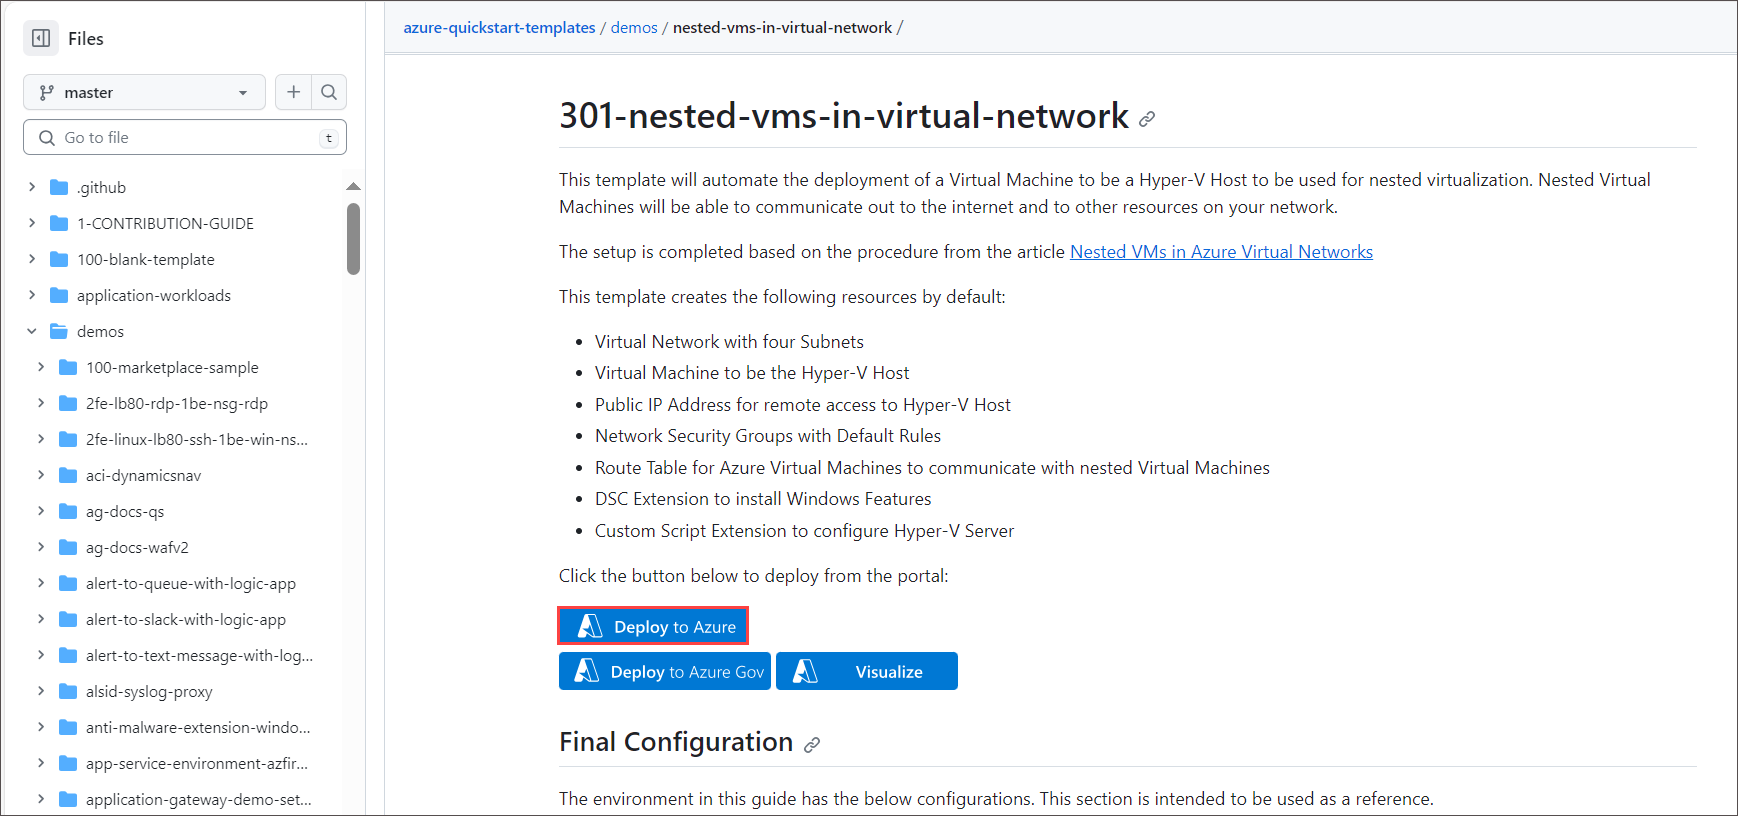 Files
master
Go to file
t
.github
1-CONTRIBUTION-GUIDE
100-blank-template
application-workloads
demos
100-marketplace-sample
2fe-lb80-rdp-1be-nsg-rdp
2fe-linux-lb80-ssh-1be-win-ns...
aci-dynamicsnav
ag-docs-qs
ag-docs-wafv2
alert-to-queue-with-logic-app
alert-to-slack-with-logic-app
alert-to-text-message-with-log...
alsid-syslog-proxy
anti-malware-extension-windo...
app-service-environment-azfir...
application-gateway-demo-set...
azure-quickstart-templates / demos / nested-vms-in-virtual-network /
301-nested-vms-in-virtual-network
This template will automate the deployment of a Virtual Machine to be a Hyper-V Host to be used for nested virtualization. Nested Virtual
Machines will be able to communicate out to the internet and to other resources on your network.
The setup is completed based on the procedure from the article Nested VMs in Azure Virtual Networks
This template creates the following resources by default:
• Virtual Network with four Subnets
• Virtual Machine to be the Hyper-V Host
• Public IP Address for remote access to Hyper-V Host
• Network Security Groups with Default Rules
• Route Table for Azure Virtual Machines to communicate with nested Virtual Machines
• DSC Extension to install Windows Features
• Custom Script Extension to configure Hyper-V Server
Click the button below to deploy from the portal:
Deploy to Azure
Deploy to Azure Gov Visualize
Final Configuration
The environment in this guide has the below configurations. This section is intended to be used as a reference.